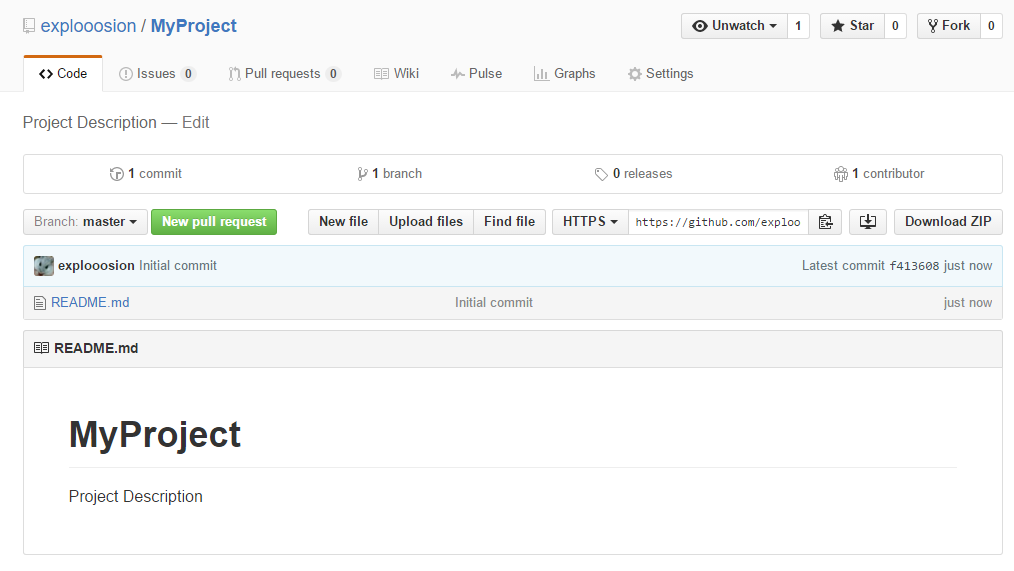 explooosion / MyProject
Unwatch 1 Star 0 Fork 0
Code Issues 0 Pull requests 0 Wiki Pulse Graphs Settings
Project Description — Edit
1 commit 1 branch 0 releases 1 contributor
Branch: master New pull request New file Upload files Find file HTTPS https://github.com/exploo Download ZIP
explooosion Initial commit Latest commit f413608 just now
README.md Initial commit just now
README.md
MyProject
Project Description